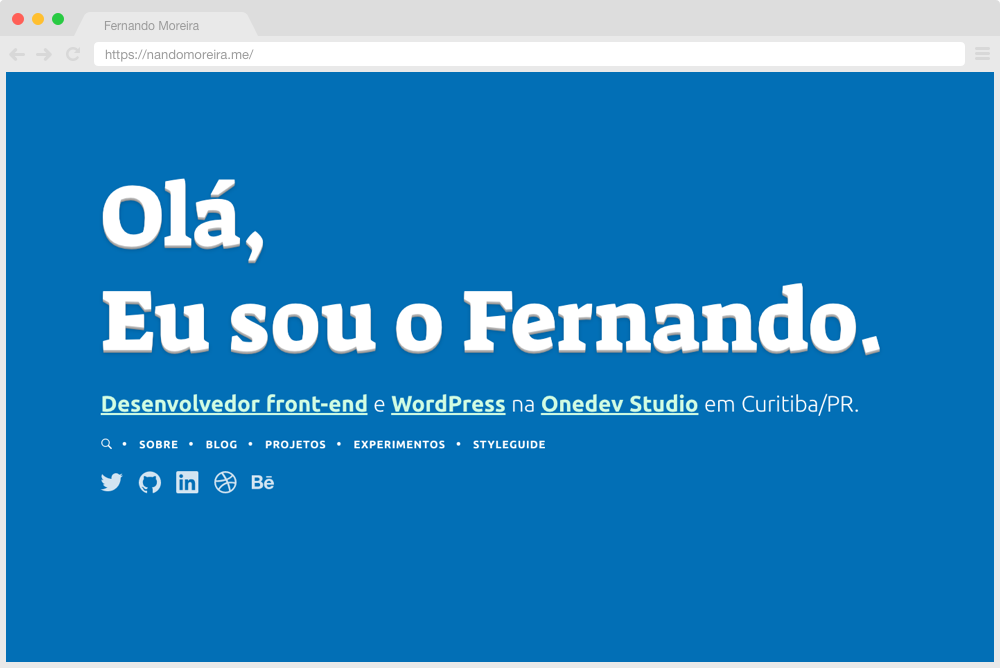 Fernando Moreira
https://nandomoreira.me/
Olá,
Eu sou o Fernando.
Desenvolvedor front-end e WordPress na Onedev Studio em Curitiba/PR.
• SOBRE • BLOG • PROJETOS • EXPERIMENTOS • STYLEGUIDE
in Bē